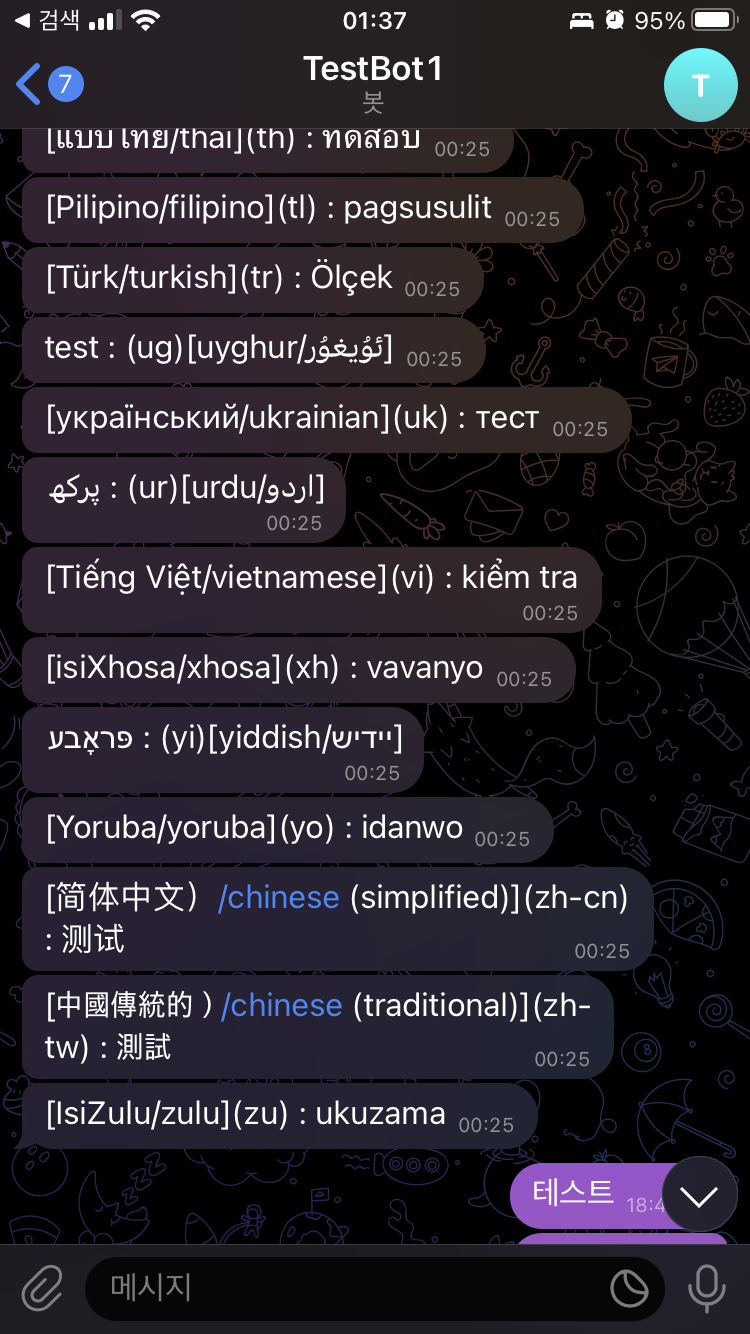 ◀ 검색
01:37
95%
7
TestBot1
봇
T
[แบบไทย/thai](th) : ทดสอบ 00:25
[Pilipino/filipino](tl) : pagsusulit 00:25
[Türk/turkish](tr) : Ölçek 00:25
test : (ug)[uyghur/ئۇيغۇر] 00:25
[український/ukrainian](uk) : тест 00:25
پرکھ : (ur)[urdu/اردو]
00:25
[Tiếng Việt/vietnamese](vi) : kiểm tra
00:25
[isiXhosa/xhosa](xh) : vavanyo 00:25
פּראָבע : (yi)[yiddish/ייִדיש]
00:25
[Yoruba/yoruba](yo) : idanwo 00:25
[简体中文）/chinese (simplified)](zh-cn)
: 测试
00:25
[中國傳統的 ) /chinese (traditional)](zh-
tw) : 測試
00:25
[IsiZulu/zulu](zu) : ukuzama 00:25
테스트
메시지